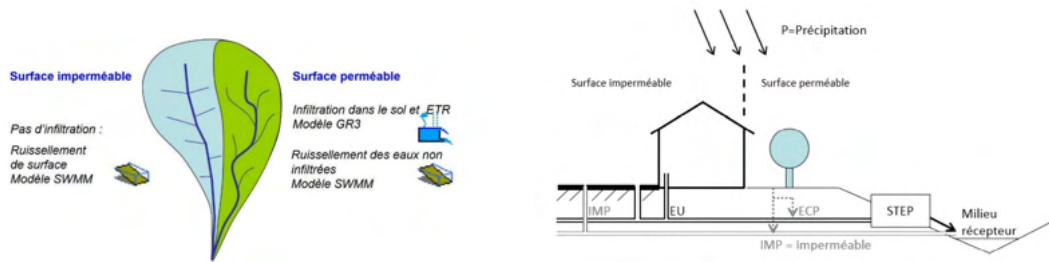 Surface imperméable
Pas d'infiltration :
Ruissellement
de surface
Modèle SWMM
Surface perméable
Infiltration dans le sol et ETR
Modèle GR3
Ruissellement des eaux non
infiltrées
Modèle SWMM
P=Précipitation
Surface imperméable
Surface perméable
IMP
EU
ECP
STEP
Milieu
récepteur
IMP = Imperméable